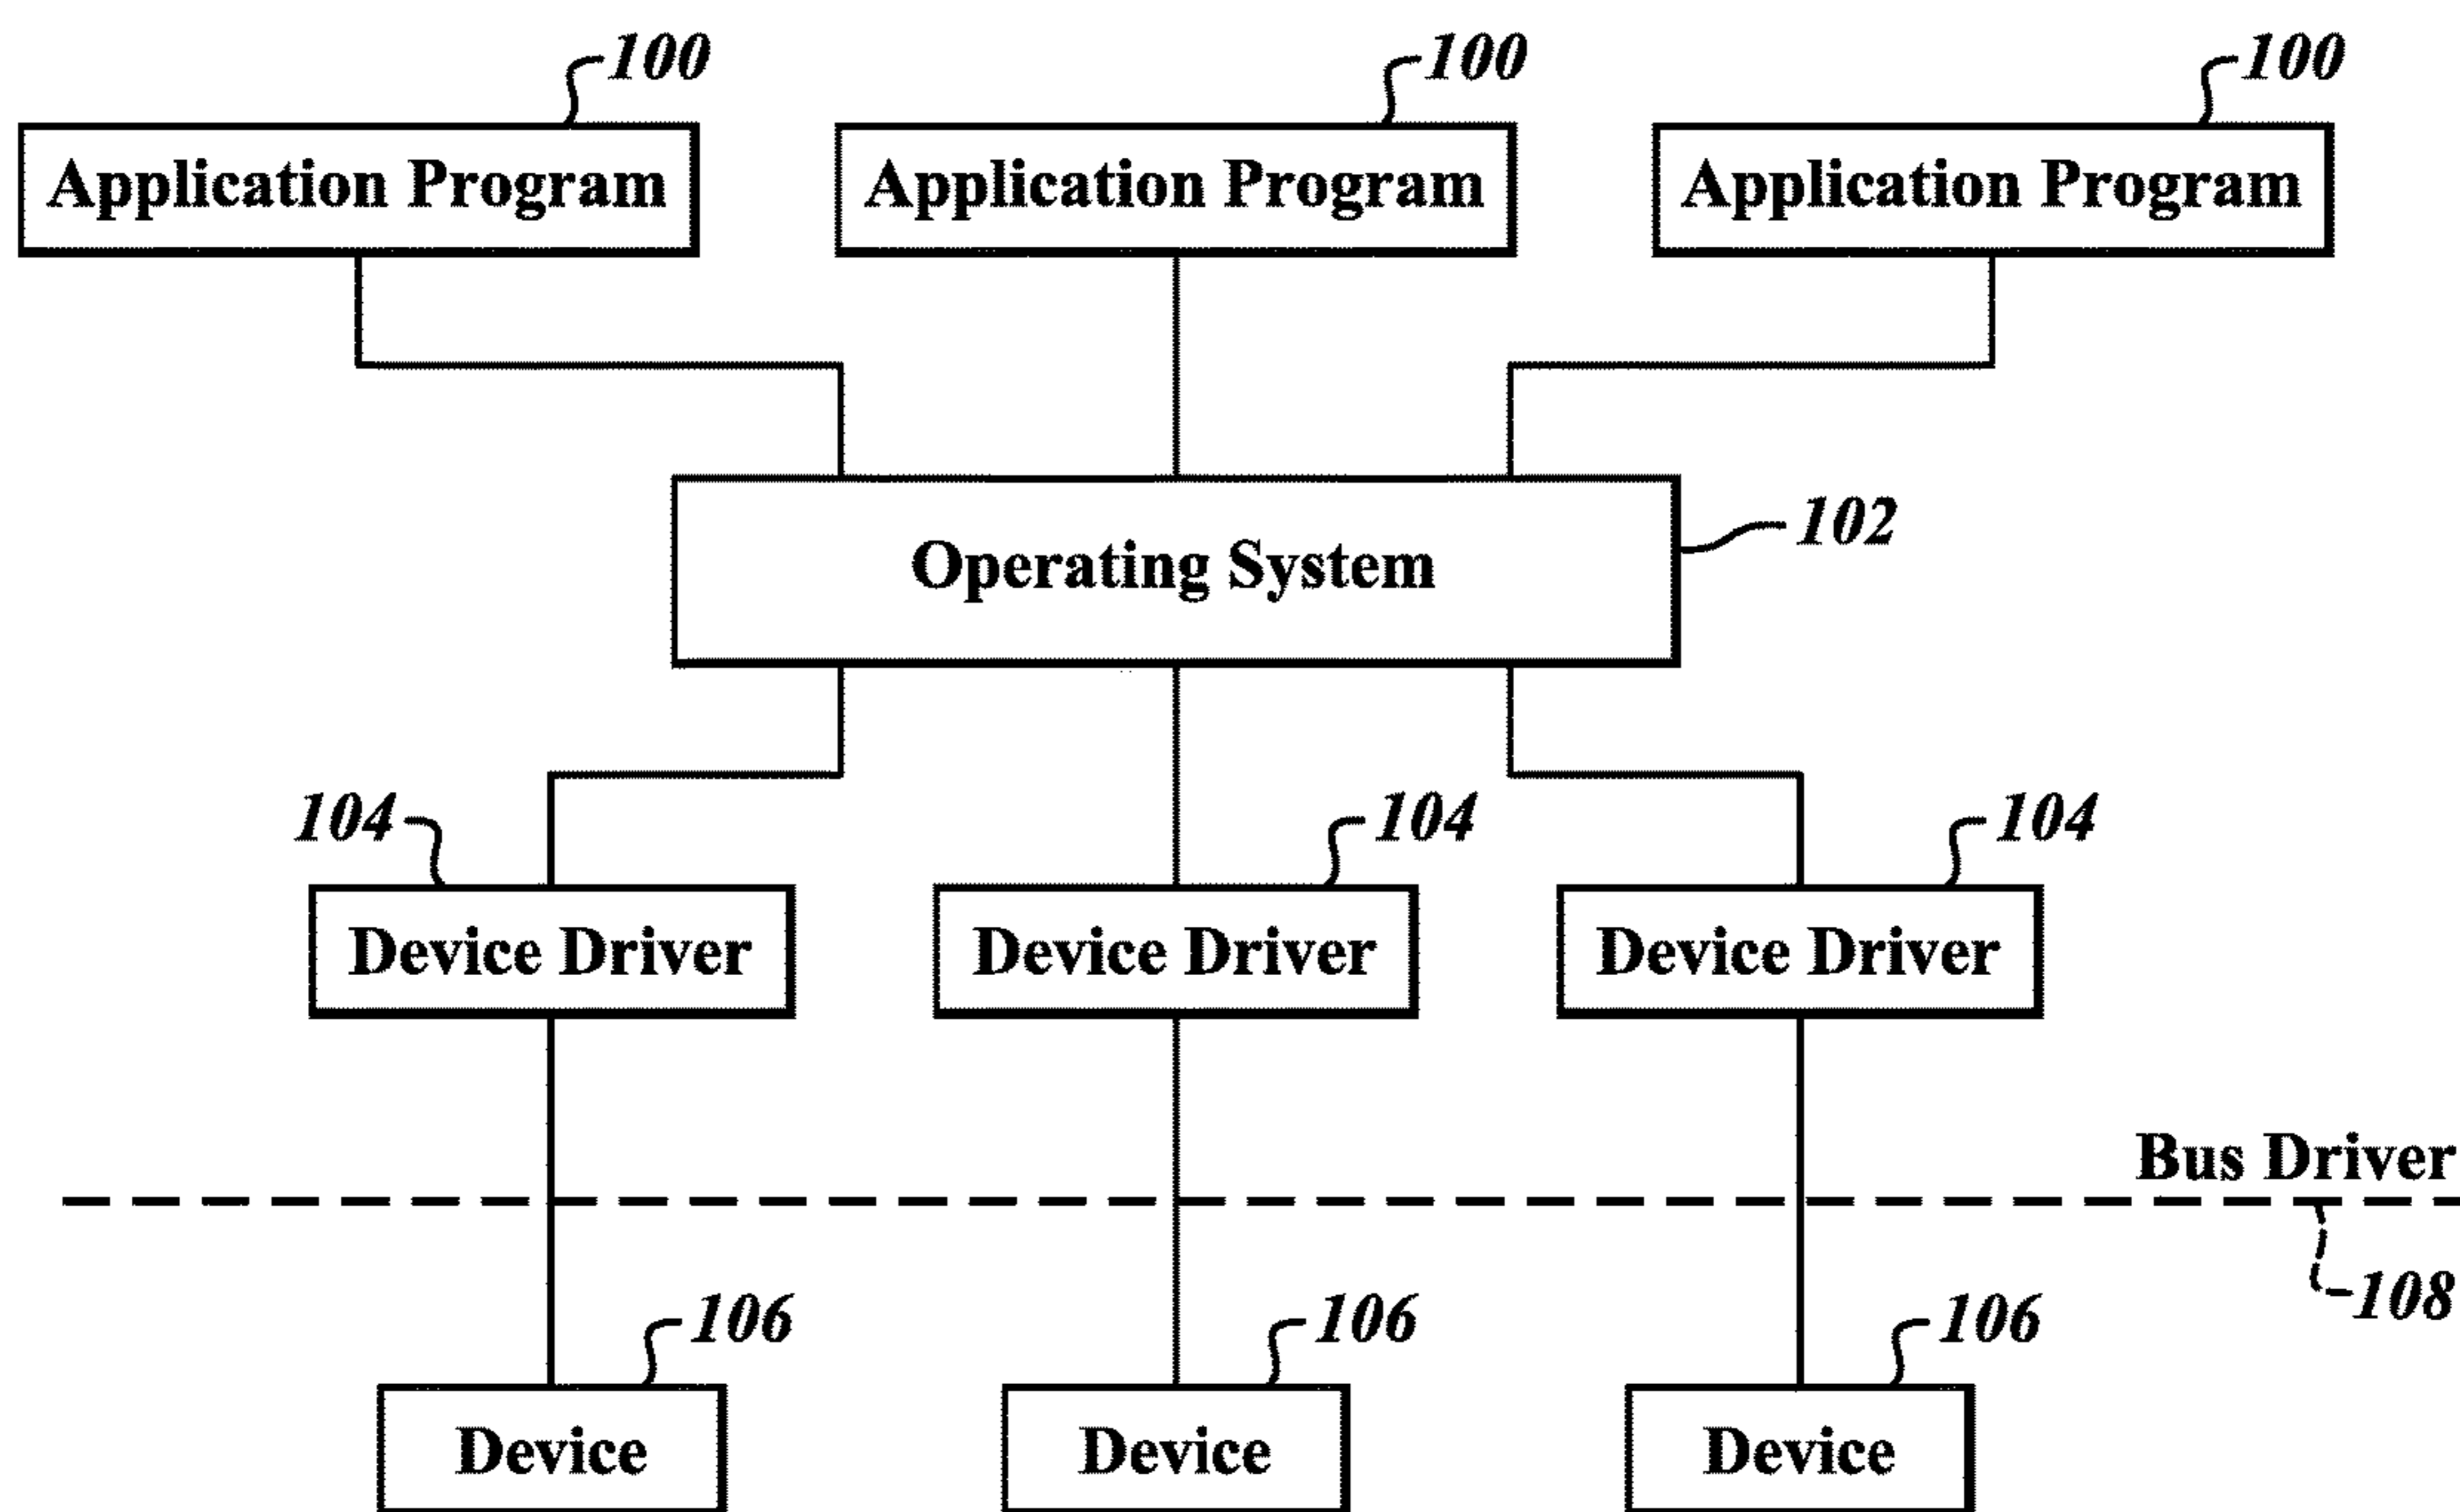 100 100 100
Application Program Application Program Application Program
102
Operating System
104 104 104
Device Driver Device Driver Device Driver
Bus Driver
108
106 106 106
Device Device Device